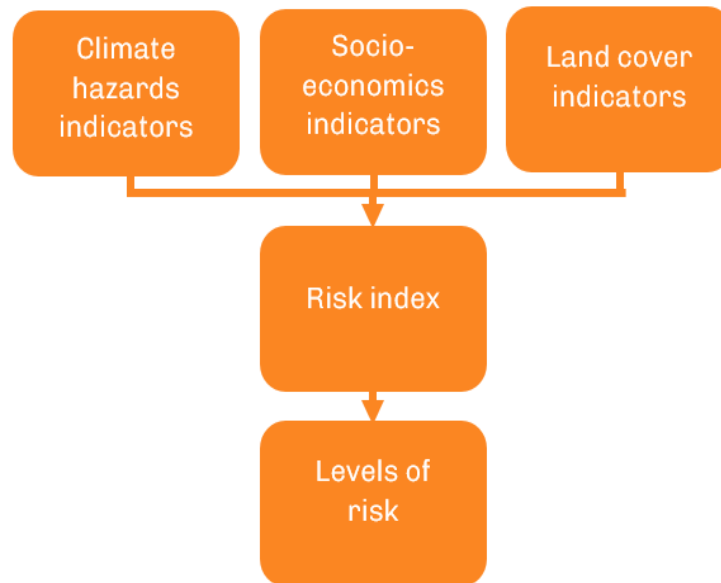 Climate
hazards
indicators
Socio-
economics
indicators
Land cover
indicators
Risk index
Levels of
risk